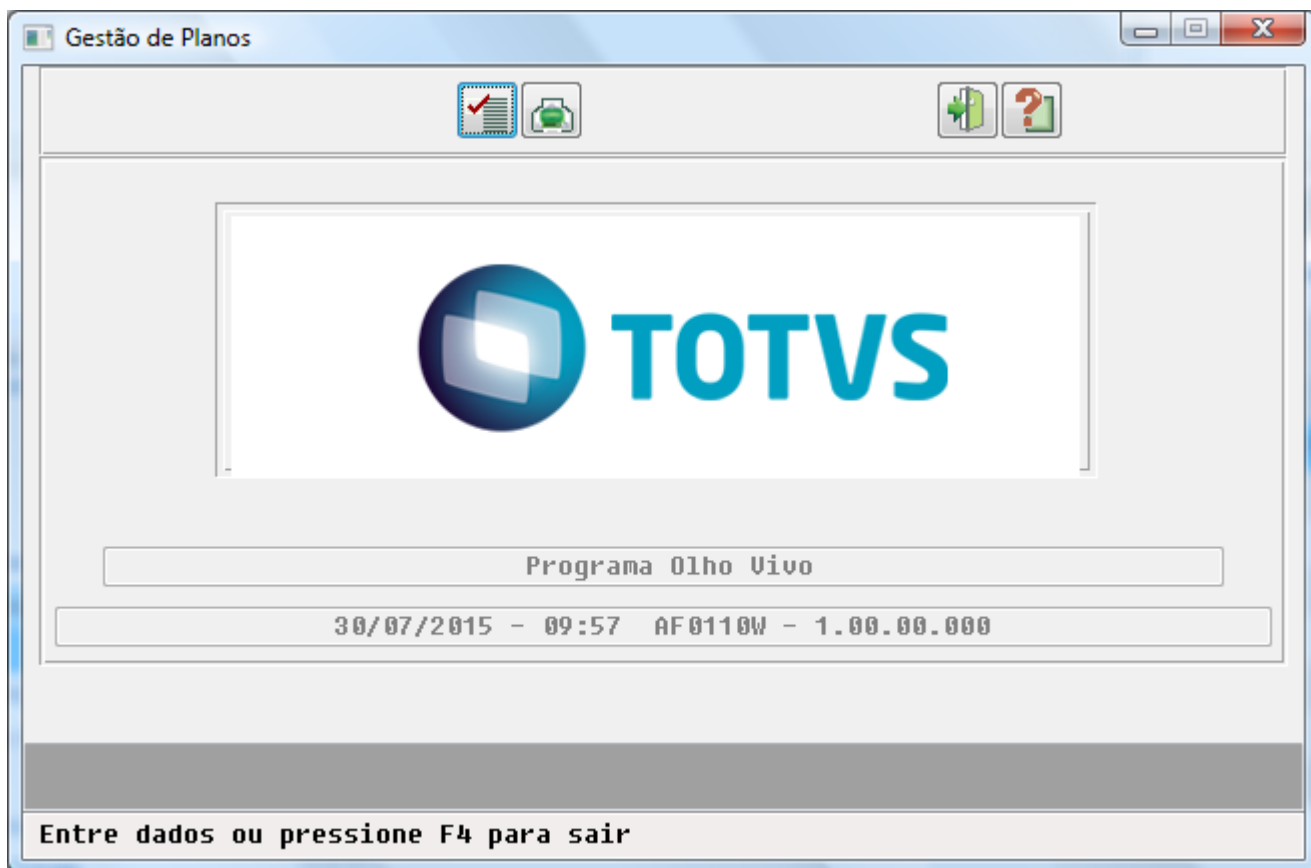 Gestão de Planos
TOTVS
Programa Olho Vivo
30/07/2015 - 09:57  AF0110W - 1.00.00.000
Entre dados ou pressione F4 para sair